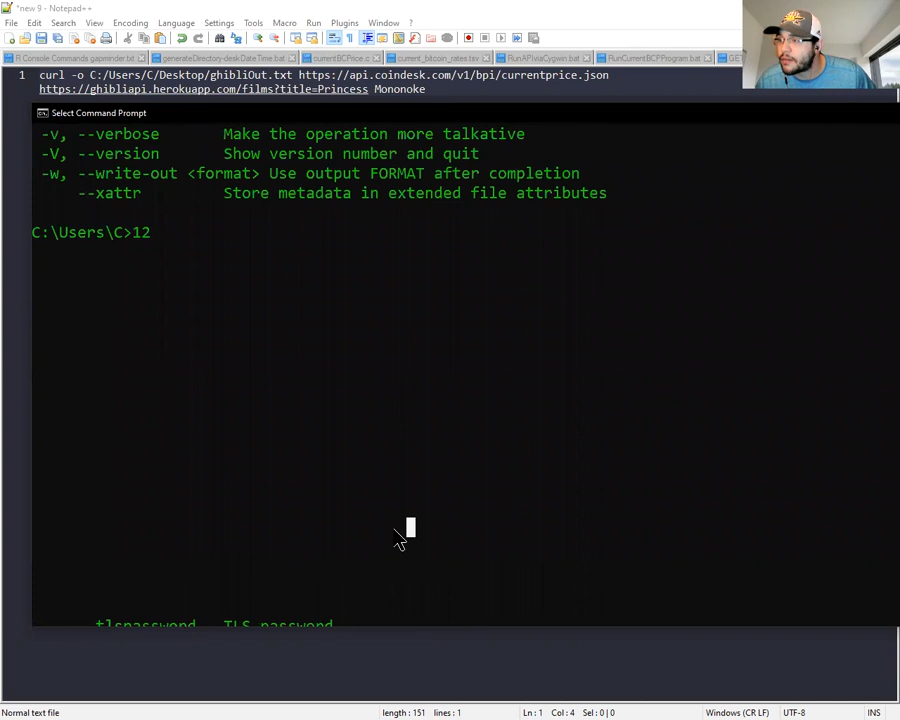 *new 9 - Notepad++
File Edit Search View Encoding Language Settings Tools Macro Run Plugins Window ?
R Console Commands gapminder.txt generateDirectory-deskDateTime.bat currentBCPrice.c current_bitcoin_rates.tsv RunAPIviaCygwin.bat RunCurrentBCPProgram.bat GET
1 curl -o C:/Users/C/Desktop/ghibliOut.txt https://api.coindesk.com/v1/bpi/currentprice.json
https://ghibliapi.herokuapp.com/films?title=Princess Mononoke
Select Command Prompt
-v, --verbose Make the operation more talkative
-V, --version Show version number and quit
-w, --write-out <format> Use output FORMAT after completion
--xattr Store metadata in extended file attributes
C:\Users\C>12
tlspassword TLS password
Normal text file length : 151 lines : 1 Ln : 1 Col : 4 Sel : 0 | 0 Windows (CR LF) UTF-8 INS